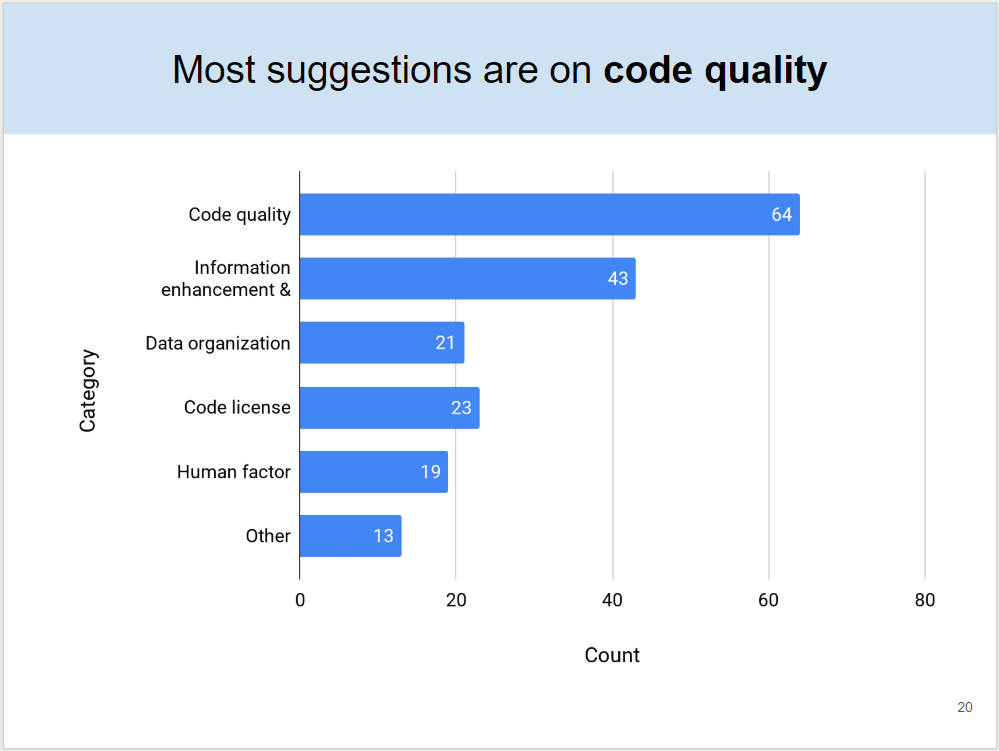 Most suggestions are on code quality
Code quality
64
Information
enhancement &
43
Data organization
21
Code license
23
Human factor
19
Other
13
Category
0
20
40
60
80
Count
20